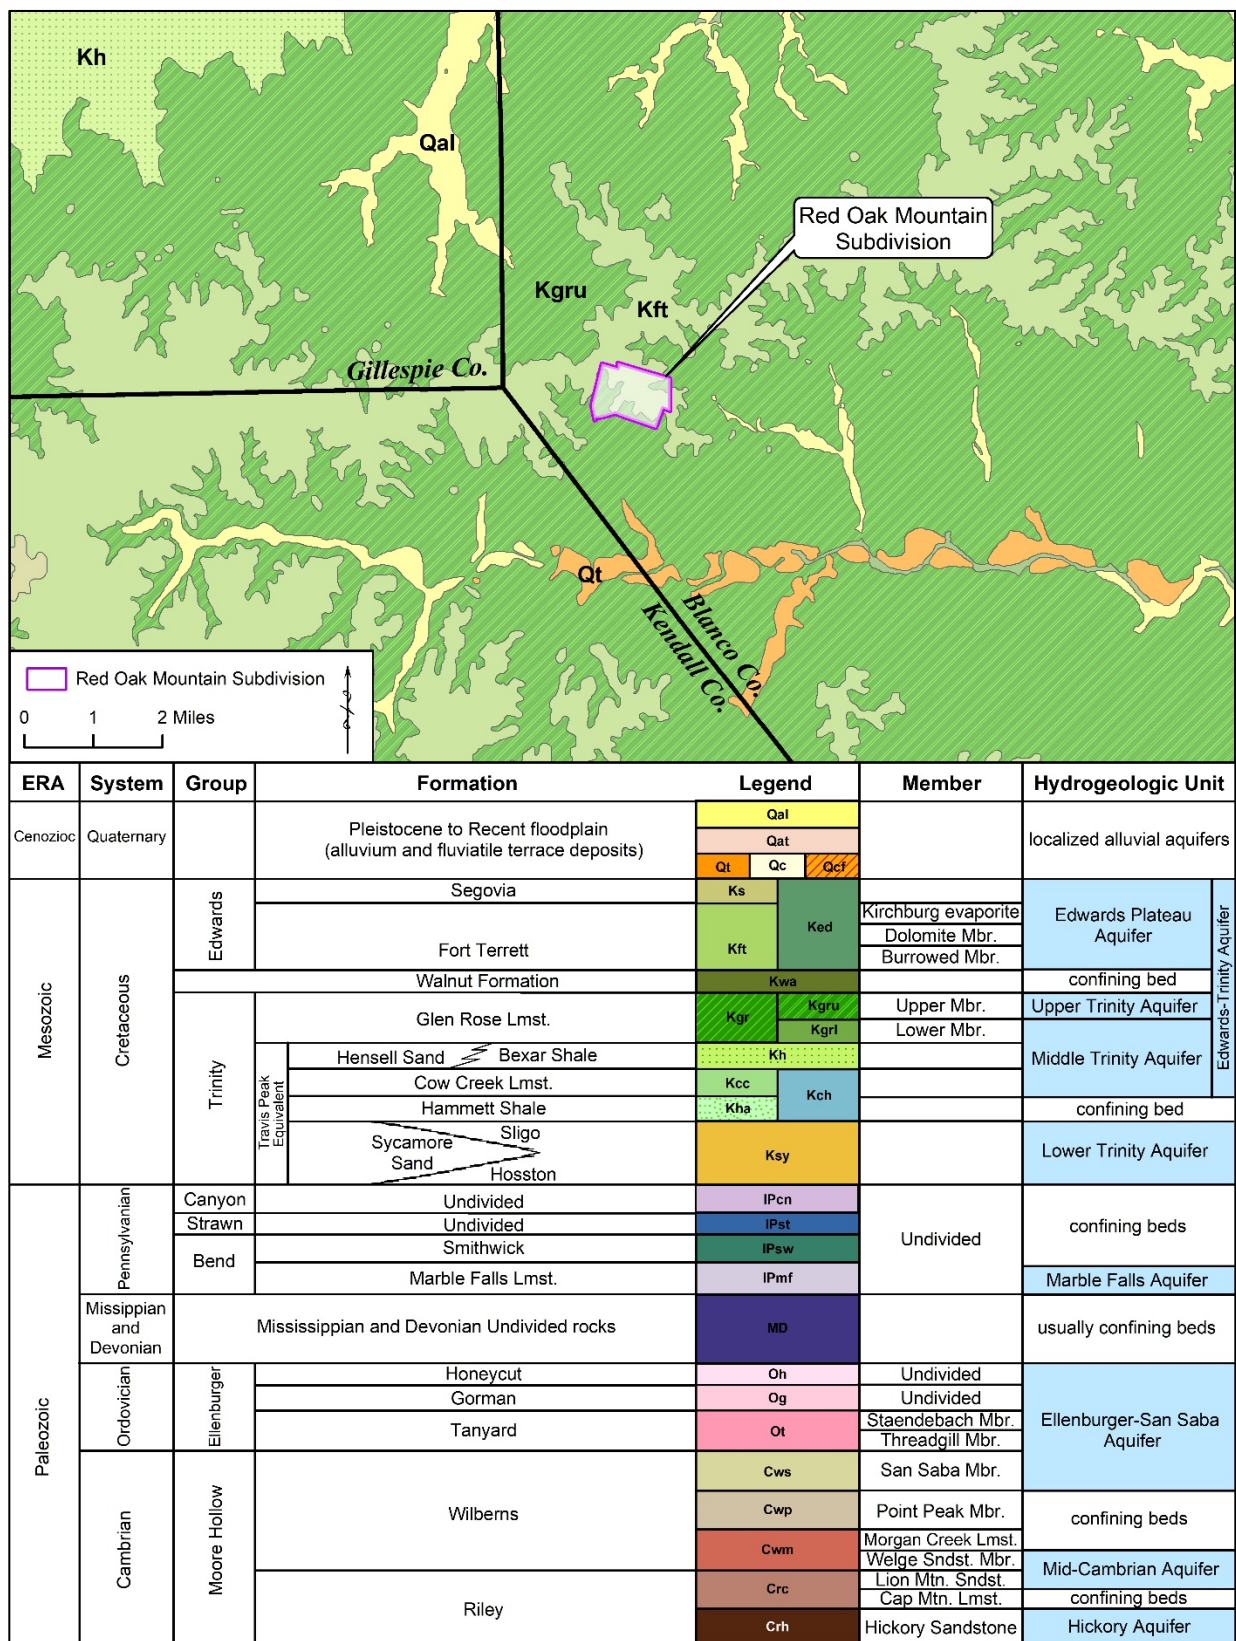 Kh
Qal
Red Oak Mountain
Subdivision
Kgru
Kft
Gillespie Co.
Qt
Blanco Co.
Kendall Co.
Red Oak Mountain Subdivision
0 1 2 Miles
ERA System Group Formation Legend Member Hydrogeologic Unit
Cenozioc Quaternary Pleistocene to Recent floodplain
(alluvium and fluviatile terrace deposits)
Qal
Qat
Qt Qc Qcf
localized alluvial aquifers
Mesozoic
Cretaceous
Edwards
Segovia Ks
Ked
Kirchburg evaporite
Fort Terrett Kft
Dolomite Mbr.
Burrowed Mbr.
Edwards Plateau
Aquifer
Edwards-Trinity Aquifer
Walnut Formation Kwa confining bed
Trinity
Glen Rose Lmst. Kgr
Kgru Upper Mbr. Upper Trinity Aquifer
Kgrl Lower Mbr.
Middle Trinity Aquifer
Travis Peak
Equivalent
Hensell Sand Bexar Shale Kh
Cow Creek Lmst. Kcc
Kch
Hammett Shale Kha confining bed
Sligo
Sycamore
Sand
Hosston
Ksy Lower Trinity Aquifer
Paleozoic
Pennsylvanian
Canyon Undivided IPcn
Strawn Undivided IPst
Bend
Smithwick IPsw
Marble Falls Lmst. IPmf
Undivided
confining beds
Marble Falls Aquifer
Missippian
and
Devonian
Mississippian and Devonian Undivided rocks MD usually confining beds
Ordovician
Ellenburger
Honeycut Oh Undivided
Gorman Og Undivided
Tanyard Ot Staendebach Mbr.
Threadgill Mbr.
Ellenburger-San Saba
Aquifer
Cambrian
Moore Hollow
Wilberns
Cws San Saba Mbr.
Cwp Point Peak Mbr. confining beds
Cwm Morgan Creek Lmst.
Welge Sndst. Mbr. Mid-Cambrian Aquifer
Riley
Crc Lion Mtn. Sndst.
Cap Mtn. Lmst. confining beds
Crh Hickory Sandstone Hickory Aquifer